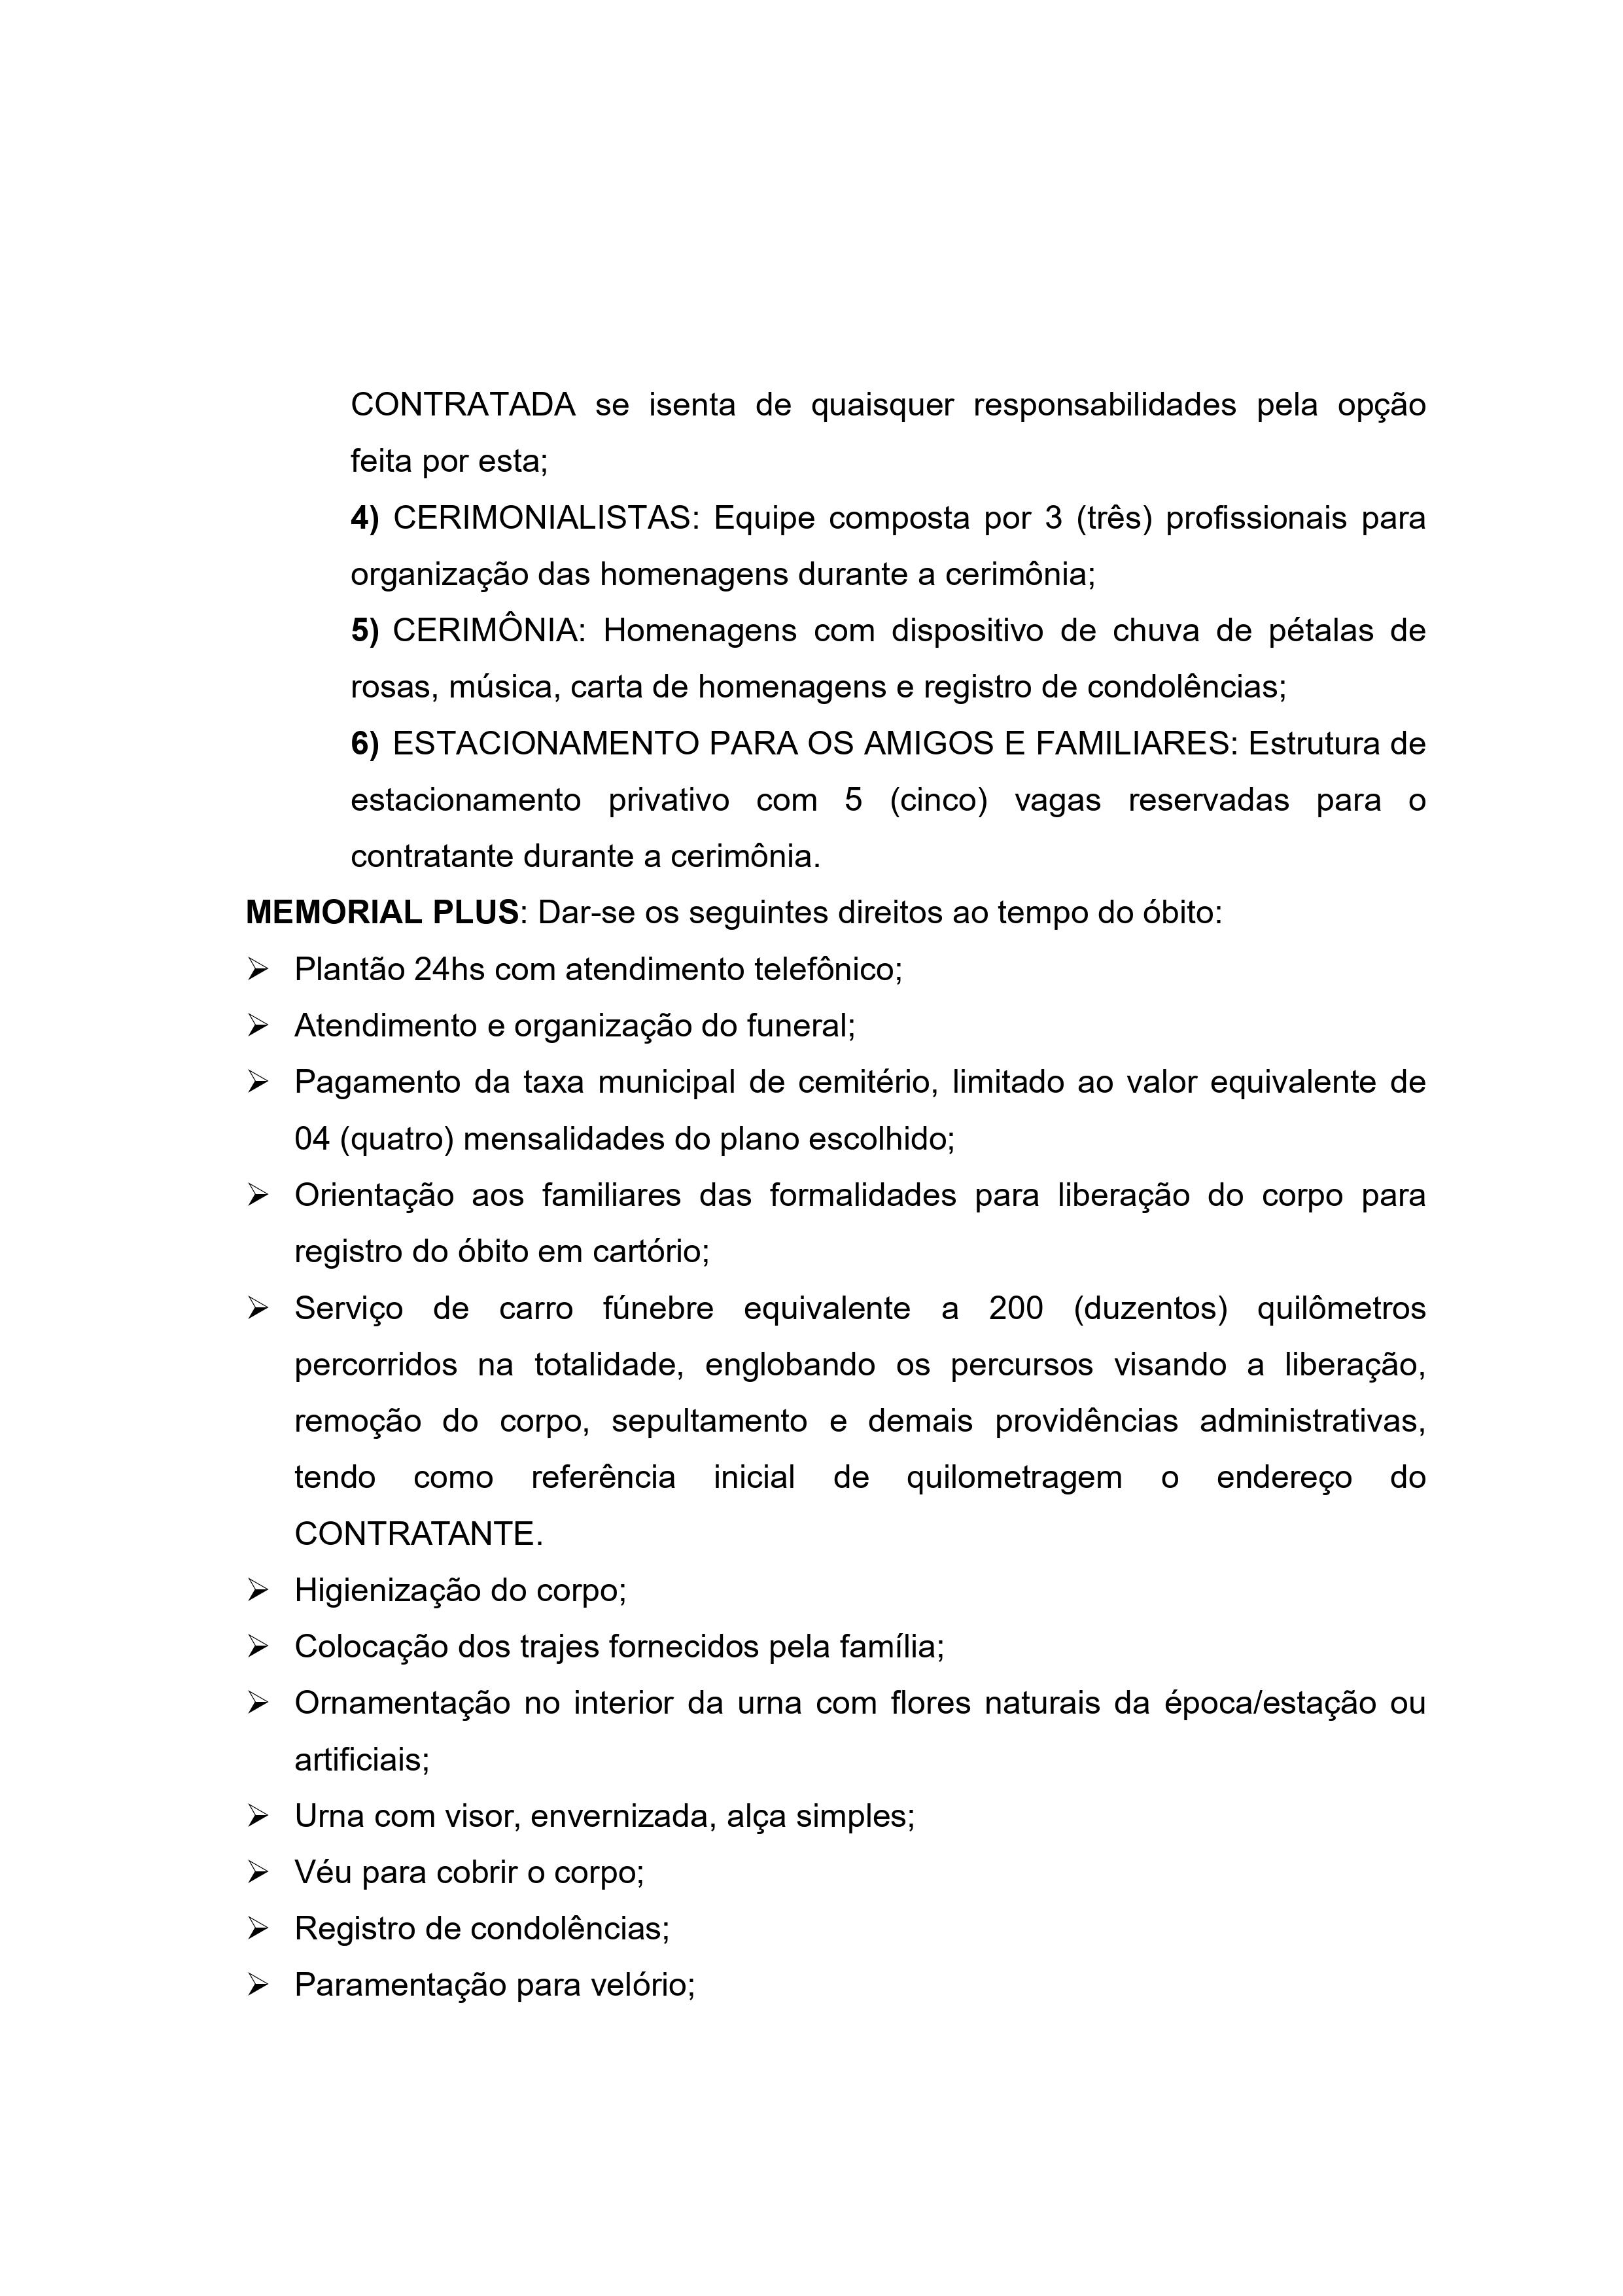 CONTRATADA se isenta de quaisquer responsabilidades pela opção
feita por esta;
4) CERIMONIALISTAS: Equipe composta por 3 (três) profissionais para
organização das homenagens durante a cerimônia;
5) CERIMÔNIA: Homenagens com dispositivo de chuva de pétalas de
rosas, música, carta de homenagens e registro de condolências;
6) ESTACIONAMENTO PARA OS AMIGOS E FAMILIARES: Estrutura de
estacionamento privativo com 5 (cinco) vagas reservadas para o
contratante durante a cerimônia.
MEMORIAL PLUS: Dar-se os seguintes direitos ao tempo do óbito:
➢ Plantão 24hs com atendimento telefônico;
➢ Atendimento e organização do funeral;
➢ Pagamento da taxa municipal de cemitério, limitado ao valor equivalente de
04 (quatro) mensalidades do plano escolhido;
➢ Orientação aos familiares das formalidades para liberação do corpo para
registro do óbito em cartório;
➢ Serviço de carro fúnebre equivalente a 200 (duzentos) quilômetros
percorridos na totalidade, englobando os percursos visando a liberação,
remoção do corpo, sepultamento e demais providências administrativas,
tendo como referência inicial de quilometragem o endereço do
CONTRATANTE.
➢ Higienização do corpo;
➢ Colocação dos trajes fornecidos pela família;
➢ Ornamentação no interior da urna com flores naturais da época/estação ou
artificiais;
➢ Urna com visor, envernizada, alça simples;
➢ Véu para cobrir o corpo;
➢ Registro de condolências;
➢ Paramentação para velório;